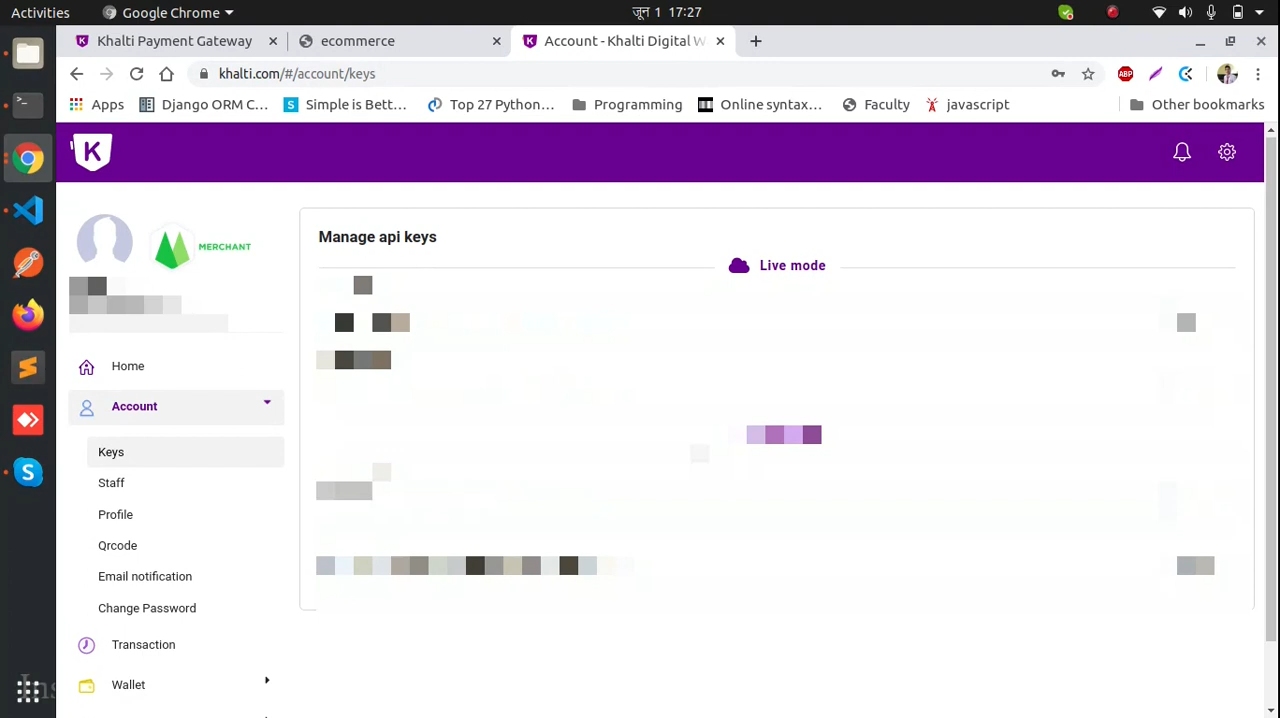 Activities Google Chrome जून 1 17:27
Khalti Payment Gateway ecommerce Account - Khalti Digital W
khalti.com/#/account/keys ABP
Apps Django ORM C... S Simple is Bett... Top 27 Python... Programming Online syntax... Faculty javascript Other bookmarks
K
MERCHANT
Manage api keys
Live mode
Home
Account
Keys
Staff
Profile
Qrcode
Email notification
Change Password
Transaction
Wallet
Ins